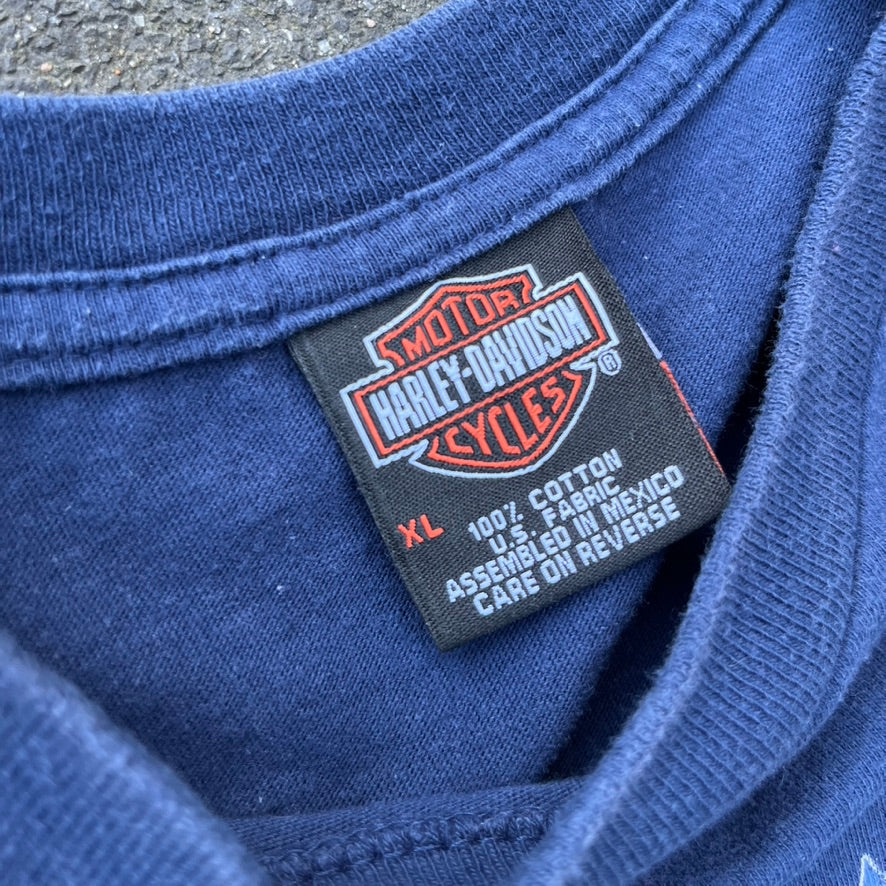 MOTOR
HARLEY-DAVIDSON
®
CYCLES
XL
100% COTTON
U.S. FABRIC
ASSEMBLED IN MEXICO
CARE ON REVERSE